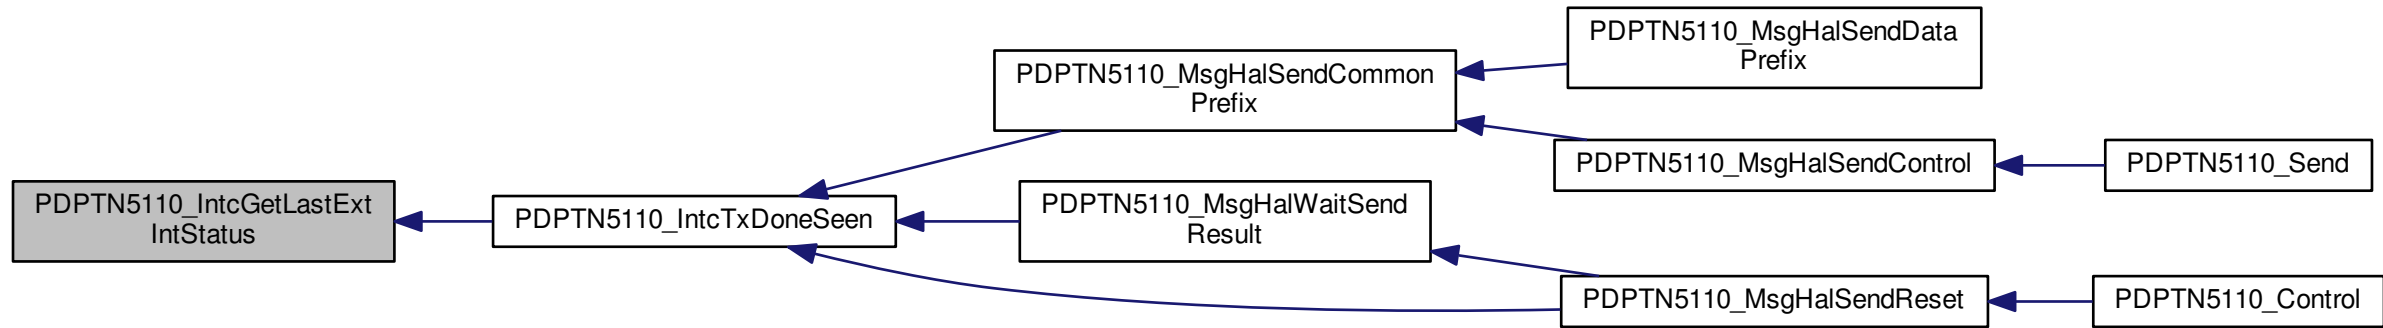 PDPTN5110_IntcGetLastExt
IntStatus
PDPTN5110_IntcTxDoneSeen
PDPTN5110_MsgHalSendCommon
Prefix
PDPTN5110_MsgHalWaitSend
Result
PDPTN5110_MsgHalSendData
Prefix
PDPTN5110_MsgHalSendControl
PDPTN5110_MsgHalSendReset
PDPTN5110_Send
PDPTN5110_Control